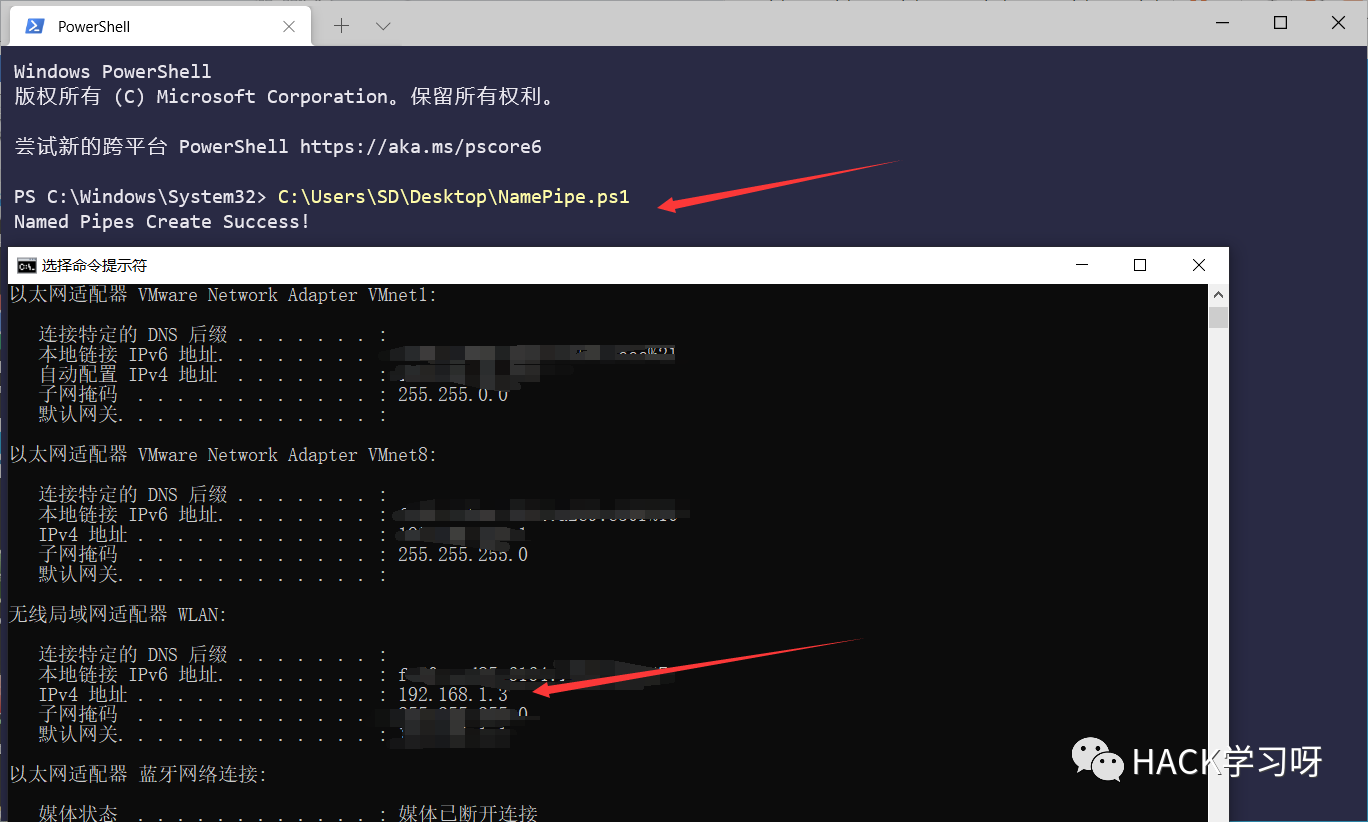 PowerShell
Windows PowerShell
版权所有 (C) Microsoft Corporation。保留所有权利。
尝试新的跨平台 PowerShell https://aka.ms/pscore6
PS C:\Windows\System32> C:\Users\SD\Desktop\NamePipe.ps1
Named Pipes Create Success!
选择命令提示符
以太网适配器 VMware Network Adapter VMnet1:
连接特定的 DNS 后缀 . . . . . . . :
本地链接 IPv6 地址. . . . . . . . :
自动配置 IPv4 地址 . . . . . . . :
子网掩码 . . . . . . . . . . . . : 255.255.0.0
默认网关. . . . . . . . . . . . . :
以太网适配器 VMware Network Adapter VMnet8:
连接特定的 DNS 后缀 . . . . . . . :
本地链接 IPv6 地址. . . . . . . . :
IPv4 地址 . . . . . . . . . . . . :
子网掩码 . . . . . . . . . . . . : 255.255.255.0
默认网关. . . . . . . . . . . . . :
无线局域网适配器 WLAN:
连接特定的 DNS 后缀 . . . . . . . :
本地链接 IPv6 地址. . . . . . . . :
IPv4 地址 . . . . . . . . . . . . : 192.168.1.3
子网掩码 . . . . . . . . . . . . :
默认网关. . . . . . . . . . . . . :
以太网适配器 蓝牙网络连接:
媒体状态 . . . . . . . . . . . . : 媒体已断开连接
HACK学习呀